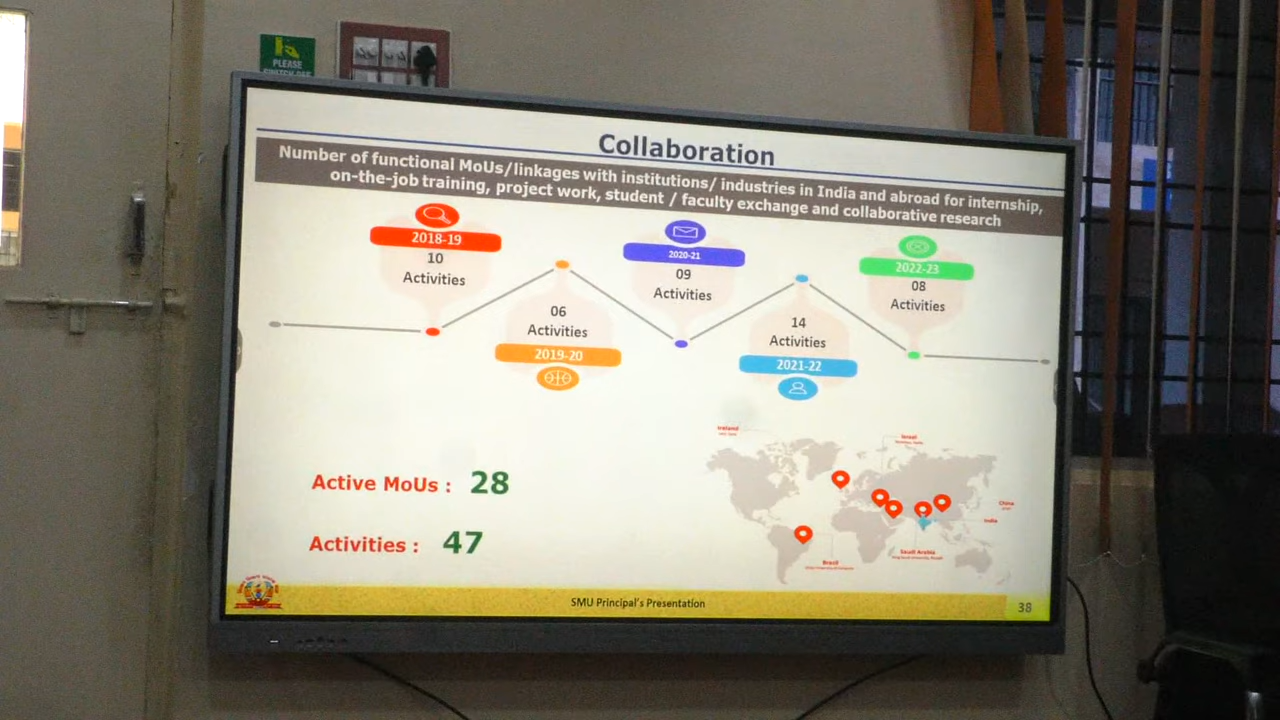 PLEASE
Collaboration
Number of functional MoUs/linkages with institutions/ industries in India and abroad for internship,
on-the-job training, project work, student / faculty exchange and collaborative research
2018-19
10
Activities
06
Activities
2019-20
2020-21
09
Activities
14
Activities
2021-22
2022-23
08
Activities
Active MoUs : 28
Activities : 47
Ireland
Israel
China
India
Saudi Arabia
Brazil
SMU Principal's Presentation
38